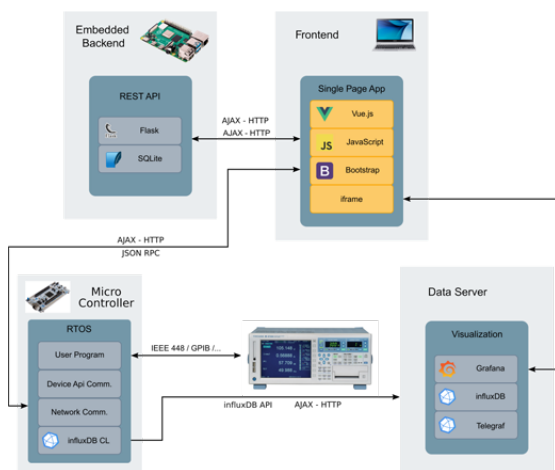 Embedded
Backend
REST API
Flask
SQLite
Frontend
Single Page App
Vue.js
JS
JavaScript
B
Bootstrap
iframe
AJAX - HTTP
AJAX - HTTP
AJAX - HTTP
JSON RPC
Micro
Controller
RTOS
User Program
Device Api Comm.
Network Comm.
influxDB CL
IEEE 448 / GPIB /...
influxDB API AJAX - HTTP
Data Server
Visualization
Grafana
influxDB
Telegraf